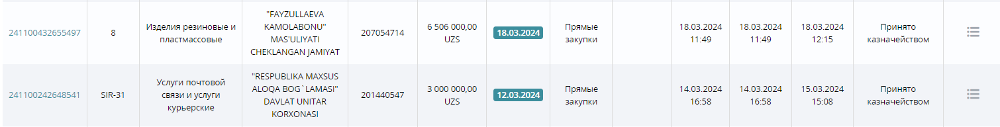 241100432655497
8
Изделия резиновые и
пластмассовые
"FAYZULLAEVA
KAMOLABONU"
MAS'ULIYATI
CHEKLANGAN JAMIYAT
207054714
6 506 000,00
UZS
18.03.2024
Прямые
закупки
18.03.2024
11:49
18.03.2024
11:49
18.03.2024
12:15
Принято
казначейством
241100242648541
SIR-31
Услуги почтовой
связи и услуги
курьерские
"RESPUBLIKA MAXSUS
ALOQA BOG`LAMASI"
DAVLAT UNITAR
KORXONASI
201440547
3 000 000,00
UZS
12.03.2024
Прямые
закупки
14.03.2024
16:58
14.03.2024
16:58
15.03.2024
15:08
Принято
казначейством